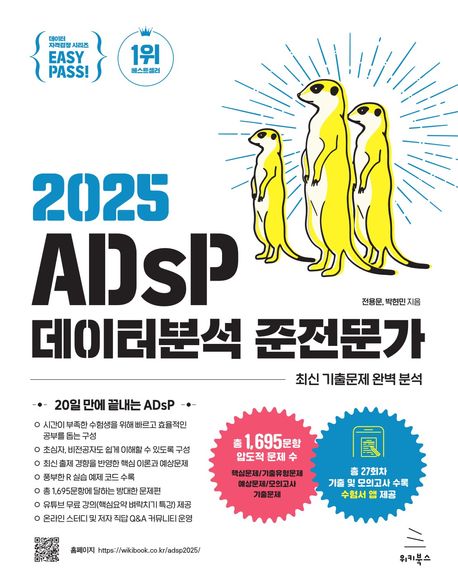 데이터
자격검정 시리즈
EASY
PASS!
1위
베스트셀러
2025
ADsP
데이터분석 준전문가
전용문, 박현민 지음
최신 기출문제 완벽 분석
20일 만에 끝내는 ADsP
시간이 부족한 수험생을 위해 빠르고 효율적인
공부를 돕는 구성
초심자, 비전공자도 쉽게 이해할 수 있도록 구성
최신 출제 경향을 반영한 핵심 이론과 예상문제
풍부한 R 실습 예제 코드 수록
총 1,695문항에 달하는 방대한 문제편
유튜브 무료 강의(핵심요약 벼락치기 특강) 제공
온라인 스터디 및 저자 직답 Q&A 커뮤니티 운영
총 1,695문항
압도적 문제 수
핵심문제/기출유형문제
예상문제/모의고사
기출문제
총 27회차
기출 및 모의고사 수록
수험서 앱 제공
홈페이지 https://wikibook.co.kr/adsp2025/
위키북스